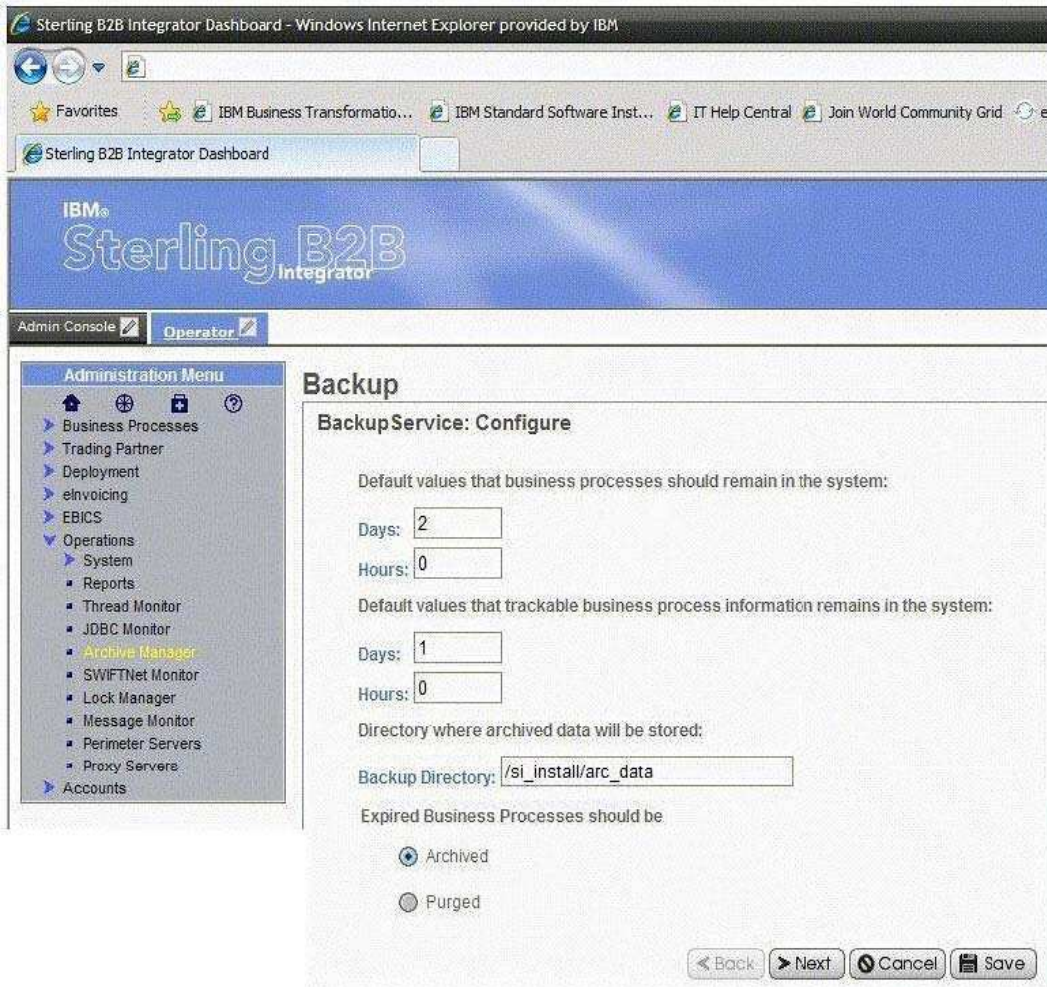 Sterling B2B Integrator Dashboard - Windows Internet Explorer provided by IBM
Favorites IBM Business Transformatio... IBM Standard Software Inst... IT Help Central Join World Community Grid e
Sterling B2B Integrator Dashboard
IBM®
Sterling B2B
Integrator
Admin Console Operator
Administration Menu
Business Processes
Trading Partner
Deployment
eInvoicing
EBICS
Operations
System
Reports
Thread Monitor
JDBC Monitor
Archive Manager
SWIFTNet Monitor
Lock Manager
Message Monitor
Perimeter Servers
Proxy Servers
Accounts
Backup
BackupService: Configure
Default values that business processes should remain in the system:
Days: 2
Hours: 0
Default values that trackable business process information remains in the system:
Days: 1
Hours: 0
Directory where archived data will be stored:
Backup Directory: /si_install/arc_data
Expired Business Processes should be
Archived
Purged
Back Next Cancel Save